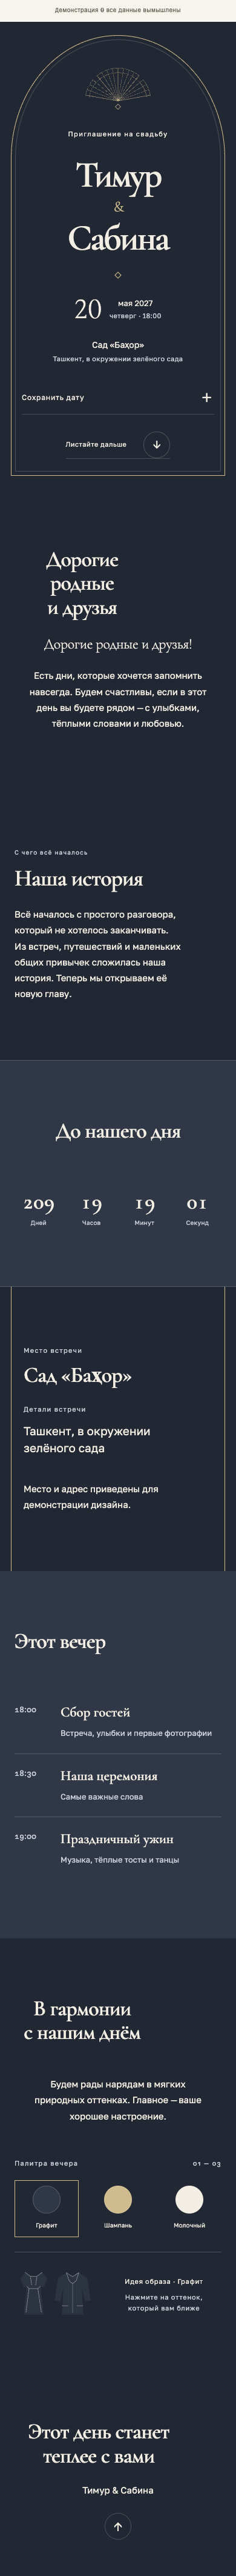 Демонстрация © все данные вымышлены
Приглашение на свадьбу
Тимур
&
Сабина
20
мая 2027
четверг · 18:00
Сад «Баҳор»
Ташкент, в окружении зелёного сада
Сохранить дату
Листайте дальше
Дорогие
родные
и друзья
Дорогие родные и друзья!
Есть дни, которые хочется запомнить
навсегда. Будем счастливы, если в этот
день вы будете рядом — с улыбками,
тёплыми словами и любовью.
С чего всё началось
Наша история
Всё началось с простого разговора,
который не хотелось заканчивать.
Из встреч, путешествий и маленьких
общих привычек сложилась наша
история. Теперь мы открываем её
новую главу.
До нашего дня
209 19 19 01
Дней Часов Минут Секунд
Место встречи
Сад «Баҳор»
Детали встречи
Ташкент, в окружении
зелёного сада
Место и адрес приведены для
демонстрации дизайна.
Этот вечер
18:00 Сбор гостей
Встреча, улыбки и первые фотографии
18:30 Наша церемония
Самые важные слова
19:00 Праздничный ужин
Музыка, тёплые тосты и танцы
В гармонии
с нашим днём
Будем рады нарядам в мягких
природных оттенках. Главное — ваше
хорошее настроение.
Палитра вечера 01 — 03
Графит Шампань Молочный
Идея образа · Графит
Нажмите на оттенок,
который вам ближе
Этот день станет
теплее с вами
Тимур & Сабина